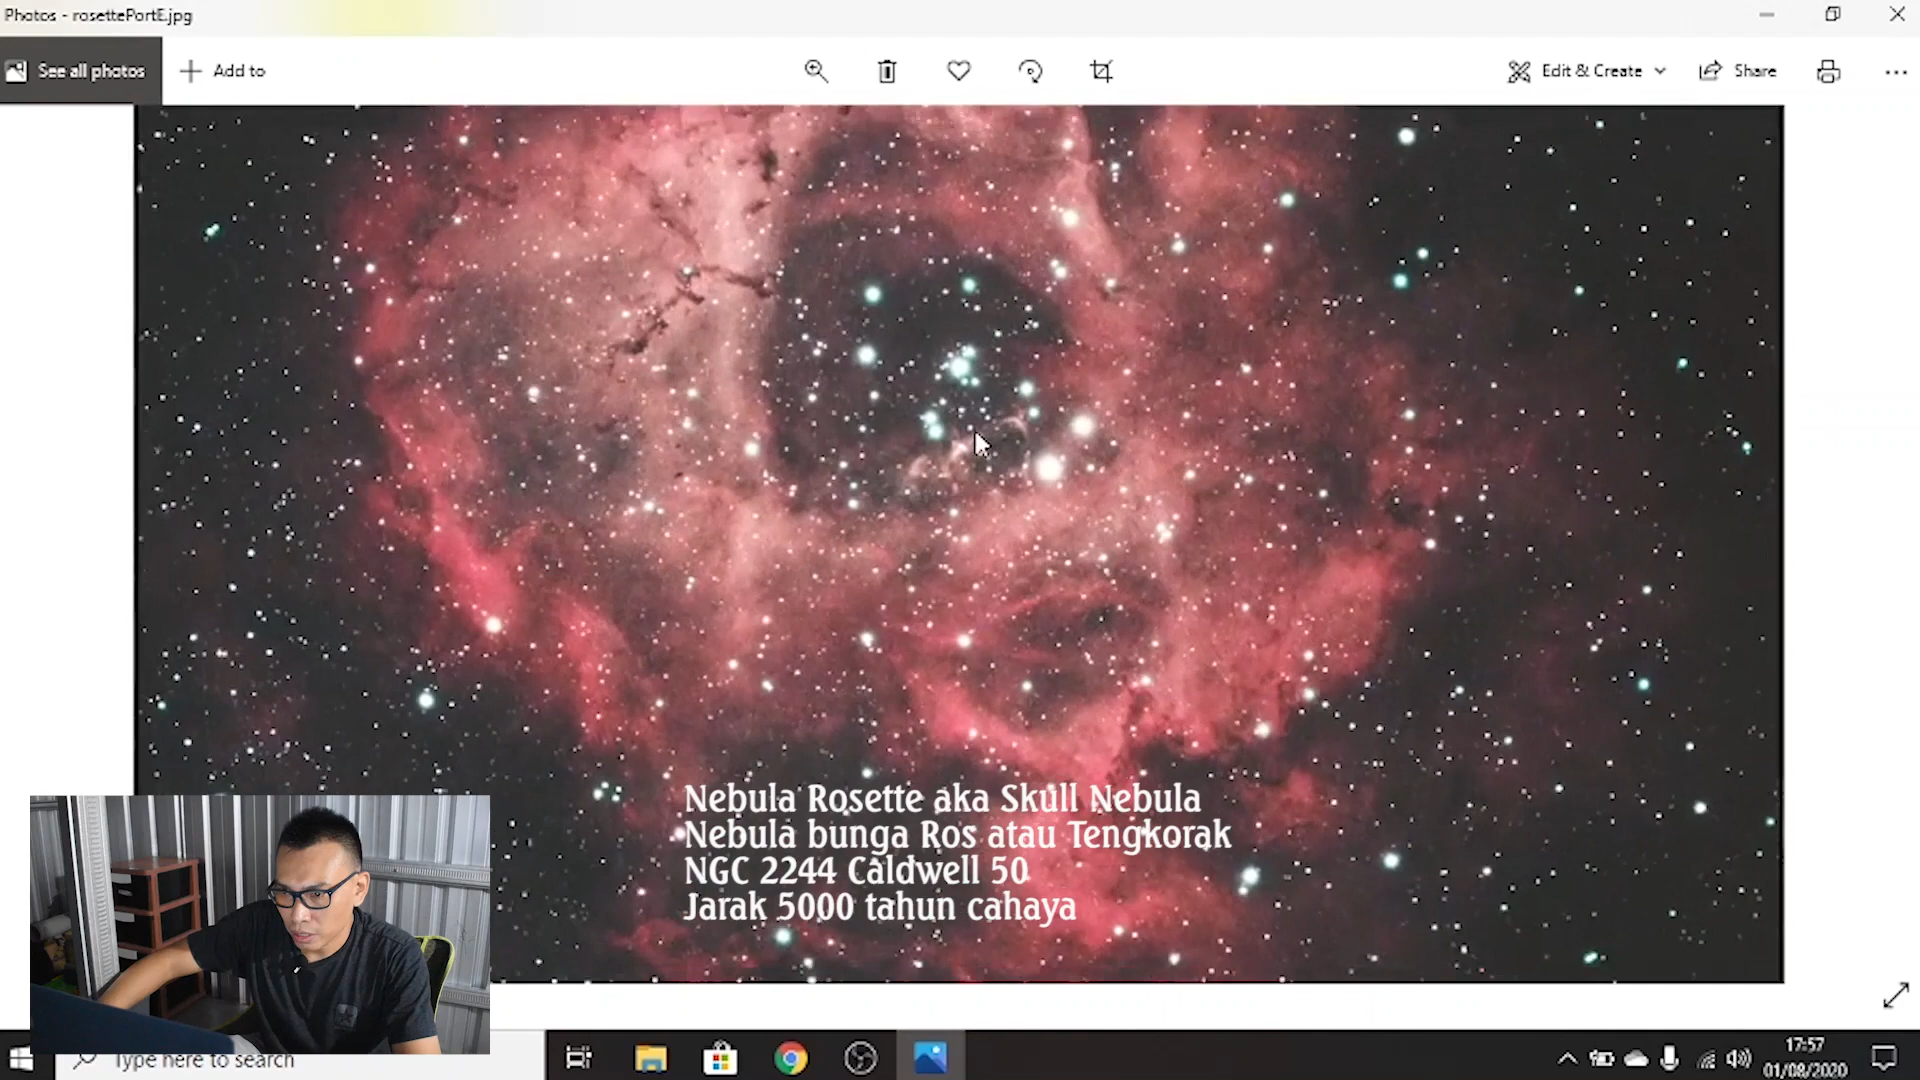 Photos - rosettePortE.jpg
See all photos
Add to
Edit & Create
Share
Nebula Rosette aka Skull Nebula
Nebula bunga Ros atau Tengkorak
NGC 2244 Caldwell 50
Jarak 5000 tahun cahaya
Type here to search
17:57
01/08/2020